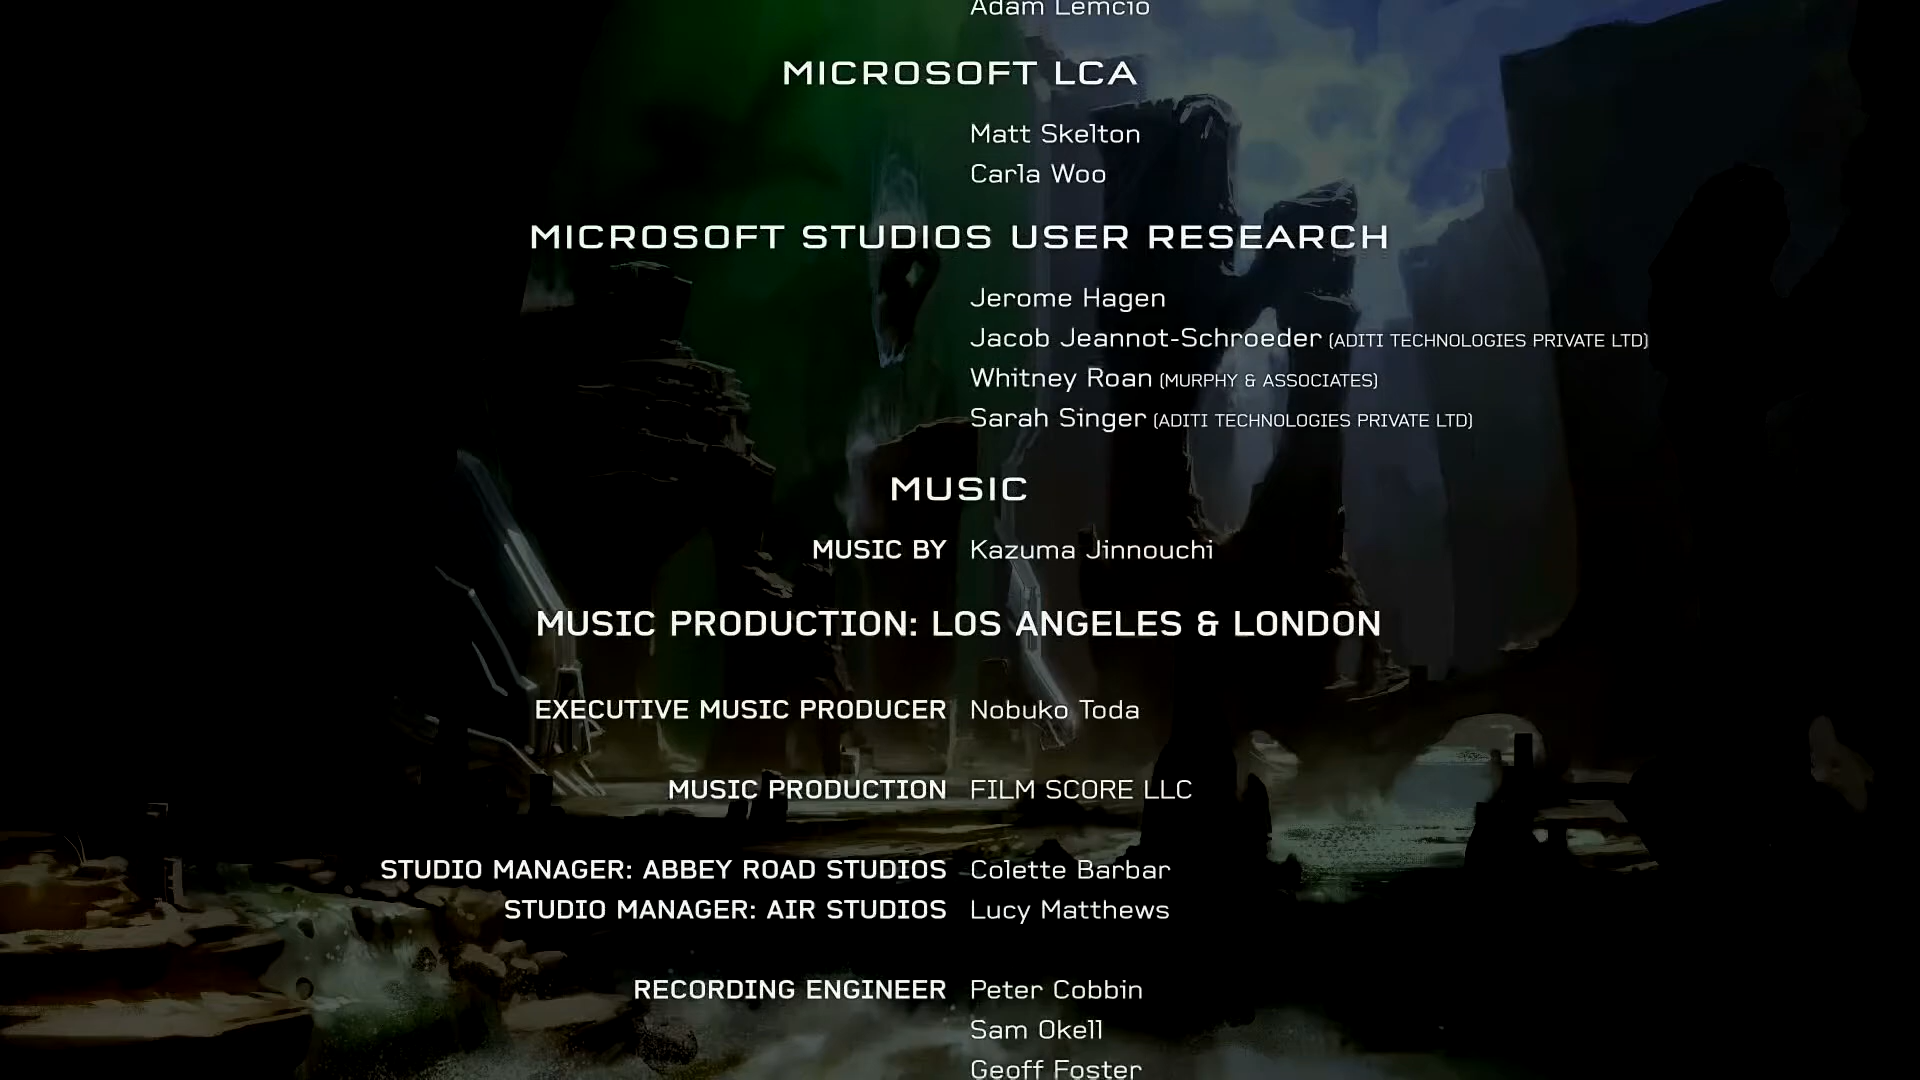 Adam Lemcio
MICROSOFT LCA
Matt Skelton
Carla Woo
MICROSOFT STUDIOS USER RESEARCH
Jerome Hagen
Jacob Jeannot-Schroeder (ADITI TECHNOLOGIES PRIVATE LTD)
Whitney Roan (MURPHY & ASSOCIATES)
Sarah Singer (ADITI TECHNOLOGIES PRIVATE LTD)
MUSIC
MUSIC BY Kazuma Jinnouchi
MUSIC PRODUCTION: LOS ANGELES & LONDON
EXECUTIVE MUSIC PRODUCER Nobuko Toda
MUSIC PRODUCTION FILM SCORE LLC
STUDIO MANAGER: ABBEY ROAD STUDIOS Colette Barbar
STUDIO MANAGER: AIR STUDIOS Lucy Matthews
RECORDING ENGINEER Peter Cobbin
Sam Okell
Geoff Foster